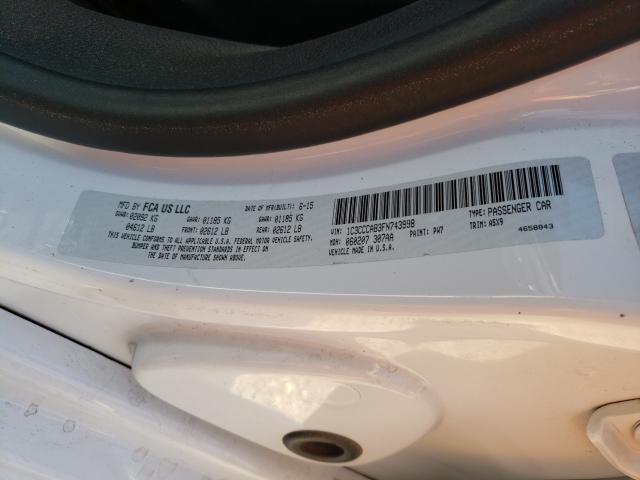 MFD BY FCA US LLC DATE OF MFR(BUILT): 6-15
GVWR: 02092 KG GAWR: 01185 KG GAWR: 01185 KG
04612 LB FRONT: 02612 LB REAR: 02612 LB
THIS VEHICLE CONFORMS TO ALL APPLICABLE U.S.A. FEDERAL MOTOR VEHICLE SAFETY,
BUMPER AND THEFT PREVENTION STANDARDS IN EFFECT ON
THE DATE OF MANUFACTURE SHOWN ABOVE.
VIN: 1C3CCCAB3FN743998 TYPE: PASSENGER CAR
MDH: 060207 307AA PAINT: PW7 TRIM: A5X9
VEHICLE MADE IN U.S.A. 4658843